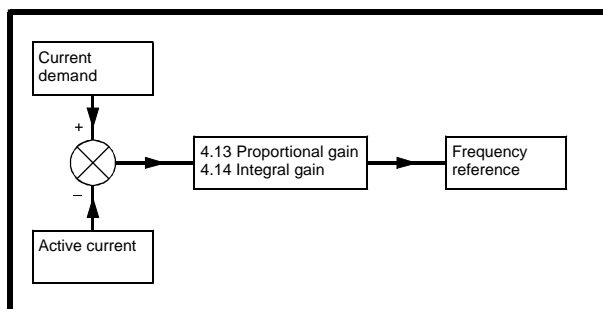 Current
demand
+
4.13 Proportional gain
4.14 Integral gain
Frequency
reference
−
Active current